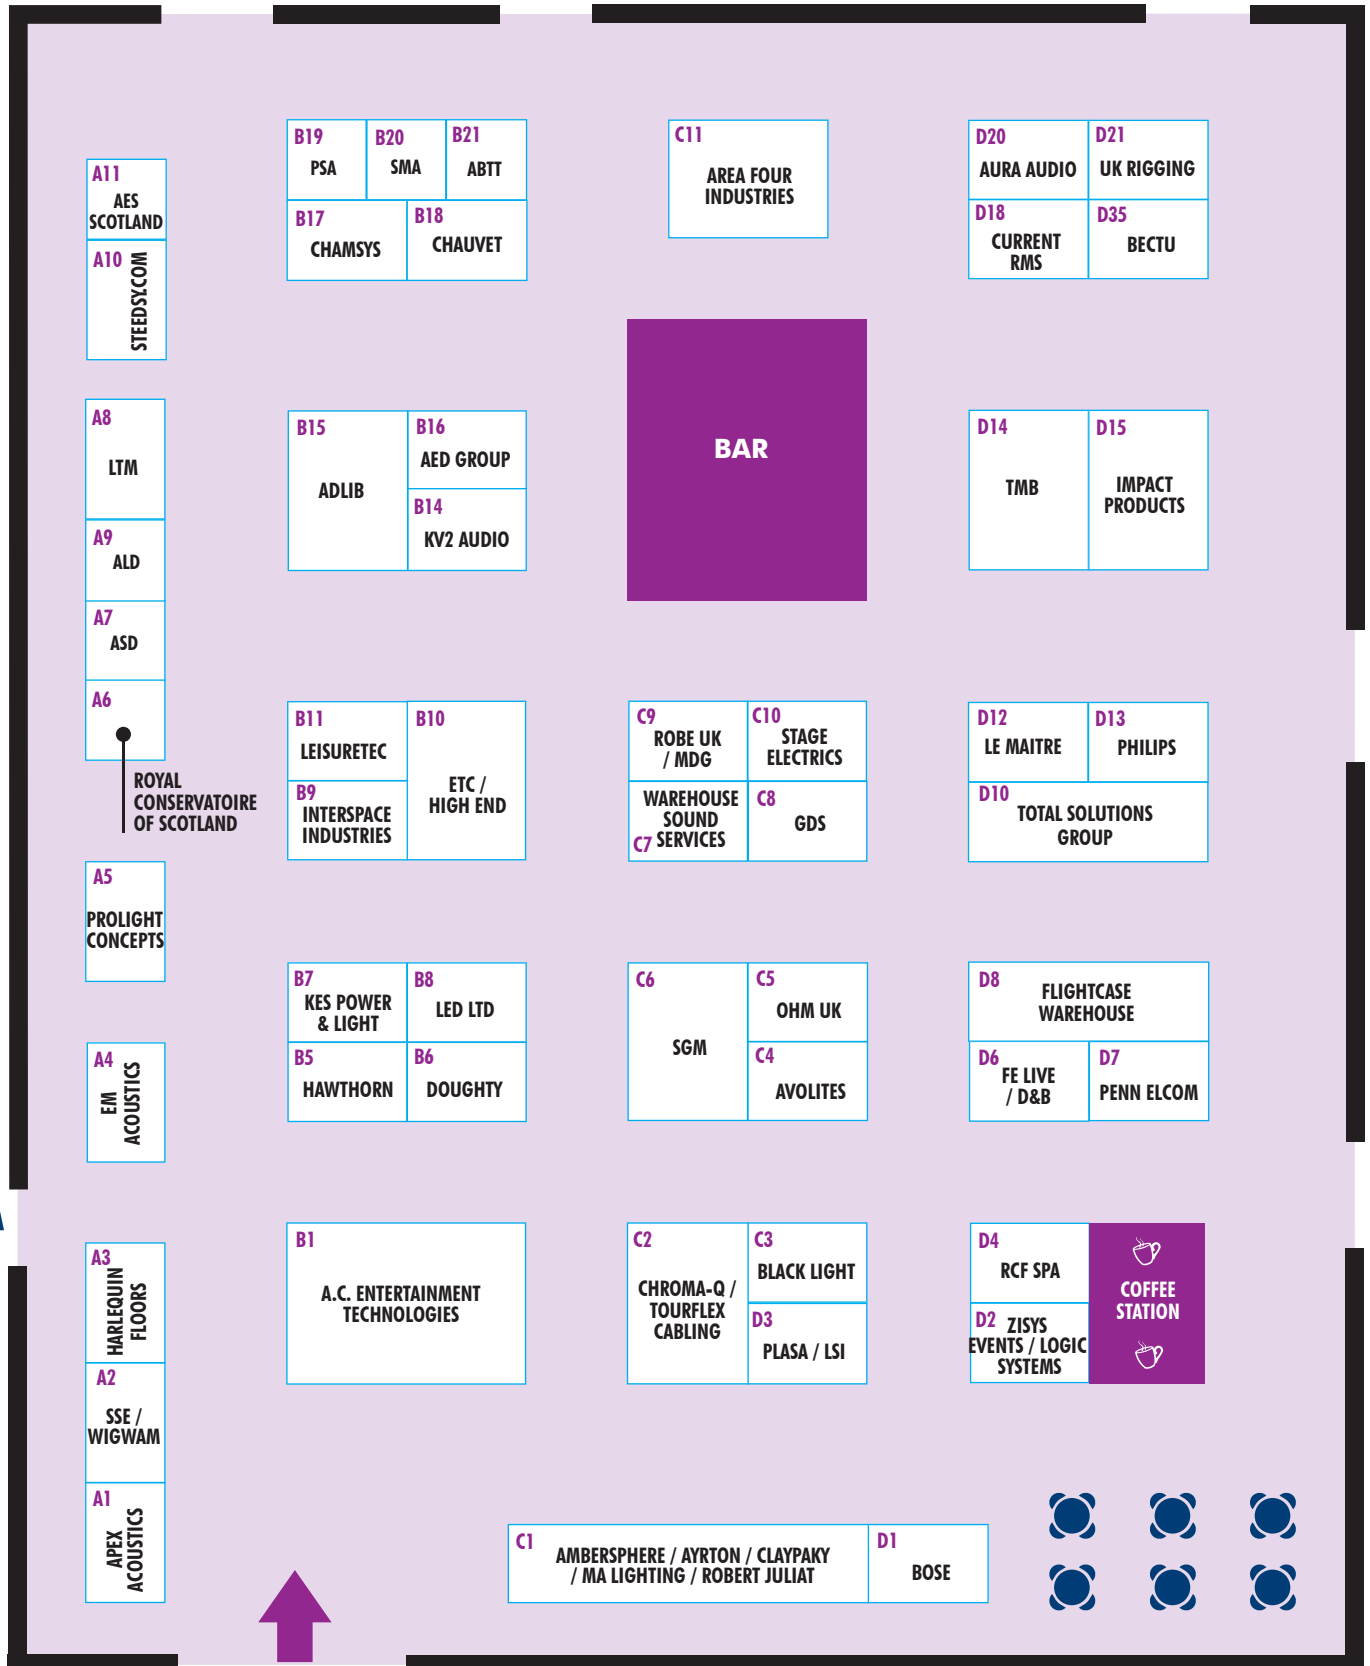 A11
AES
SCOTLAND
A10
STEEDSY.COM
A8
LTM
A9
ALD
A7
ASD
A6
ROYAL
CONSERVATOIRE
OF SCOTLAND
A5
PROLIGHT
CONCEPTS
A4
EM
ACOUSTICS
A3
HARLEQUIN
FLOORS
A2
SSE /
WIGWAM
A1
APEX
ACOUSTICS
B19
PSA
B20
SMA
B21
ABTT
B17
CHAMSYS
B18
CHAUVET
B15
ADLIB
B16
AED GROUP
B14
KV2 AUDIO
B11
LEISURETEC
B10
ETC /
HIGH END
B9
INTERSPACE
INDUSTRIES
B7
KES POWER
& LIGHT
B8
LED LTD
B5
HAWTHORN
B6
DOUGHTY
B1
A.C. ENTERTAINMENT
TECHNOLOGIES
C11
AREA FOUR
INDUSTRIES
BAR
C9
ROBE UK
/ MDG
C10
STAGE
ELECTRICS
WAREHOUSE
SOUND
C7 SERVICES
C8
GDS
C6
SGM
C5
OHM UK
C4
AVOLITES
C2
CHROMA-Q /
TOURFLEX
CABLING
C3
BLACK LIGHT
D3
PLASA / LSI
C1
AMBERSPHERE / AYRTON / CLAYPAKY
/ MA LIGHTING / ROBERT JULIAT
D1
BOSE
D20
AURA AUDIO
D21
UK RIGGING
D18
CURRENT
RMS
D35
BECTU
D14
TMB
D15
IMPACT
PRODUCTS
D12
LE MAITRE
D13
PHILIPS
D10
TOTAL SOLUTIONS
GROUP
D8
FLIGHTCASE
WAREHOUSE
D6
FE LIVE
/ D&B
D7
PENN ELCOM
D4
RCF SPA
D2 ZISYS
EVENTS / LOGIC
SYSTEMS
COFFEE
STATION